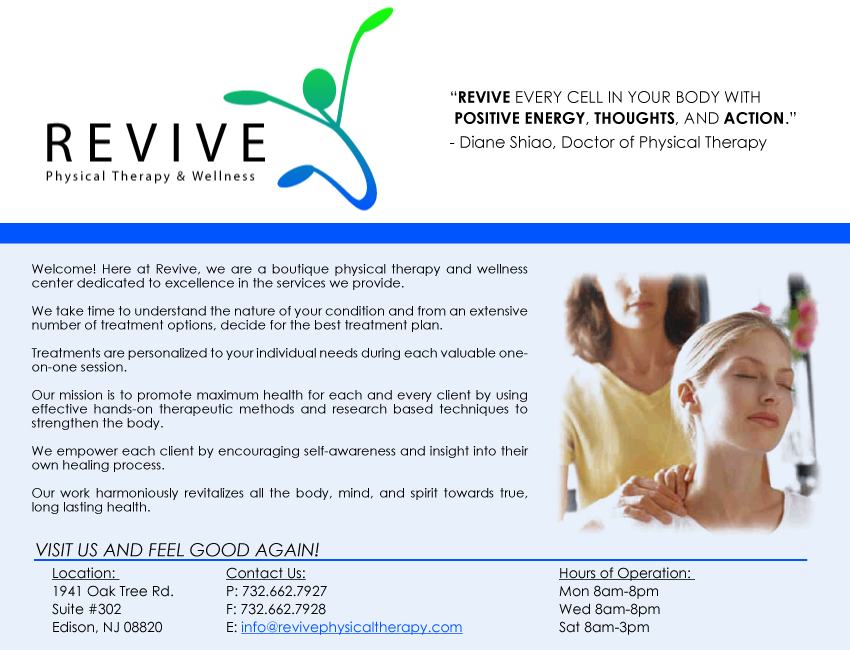 REVIVE
Physical Therapy & Wellness
“REVIVE EVERY CELL IN YOUR BODY WITH
POSITIVE ENERGY, THOUGHTS, AND ACTION.”
- Diane Shiao, Doctor of Physical Therapy
Welcome! Here at Revive, we are a boutique physical therapy and wellness
center dedicated to excellence in the services we provide.
We take time to understand the nature of your condition and from an extensive
number of treatment options, decide for the best treatment plan.
Treatments are personalized to your individual needs during each valuable one-
on-one session.
Our mission is to promote maximum health for each and every client by using
effective hands-on therapeutic methods and research based techniques to
strengthen the body.
We empower each client by encouraging self-awareness and insight into their
own healing process.
Our work harmoniously revitalizes all the body, mind, and spirit towards true,
long lasting health.
VISIT US AND FEEL GOOD AGAIN!
Location:
1941 Oak Tree Rd.
Suite #302
Edison, NJ 08820
Contact Us:
P: 732.662.7927
F: 732.662.7928
E: info@revivephysicaltherapy.com
Hours of Operation:
Mon 8am-8pm
Wed 8am-8pm
Sat 8am-3pm